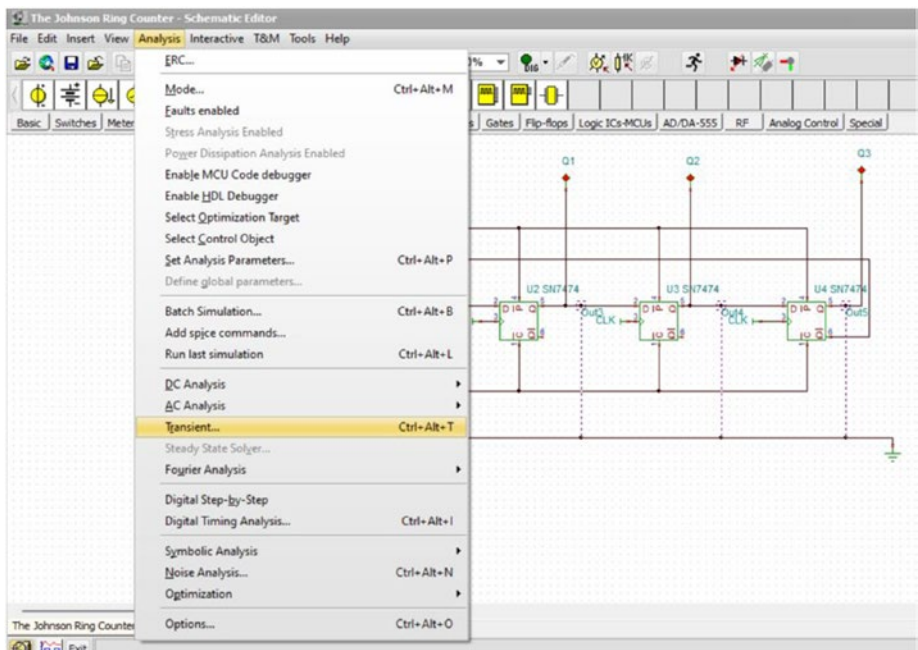 The Johnson Ring Counter - Schematic Editor
File Edit Insert View Analysis Interactive T&M Tools Help
ERC...
Mode... Ctrl+Alt+M
Faults enabled
Stress Analysis Enabled
Power Dissipation Analysis Enabled
Enable MCU Code debugger
Enable HDL Debugger
Select Optimization Target
Select Control Object
Set Analysis Parameters... Ctrl+Alt+P
Define global parameters...
Batch Simulation... Ctrl+Alt+B
Add spice commands...
Run last simulation Ctrl+Alt+L
DC Analysis
AC Analysis
Transient... Ctrl+Alt+T
Steady State Solver...
Fourier Analysis
Digital Step-by-Step
Digital Timing Analysis... Ctrl+Alt+I
Symbolic Analysis
Noise Analysis... Ctrl+Alt+N
Optimization
Options... Ctrl+Alt+O
% DIG
Basic Switches Meter Gates Flip-flops Logic ICs-MCUs AD/DA-555 RF Analog Control Special
Q1 Q2 Q3
U2 SN7474 U3 SN7474 U4 SN7474
Out3 Out4 Out5
CLK CLK
The Johnson Ring Counter
Exit